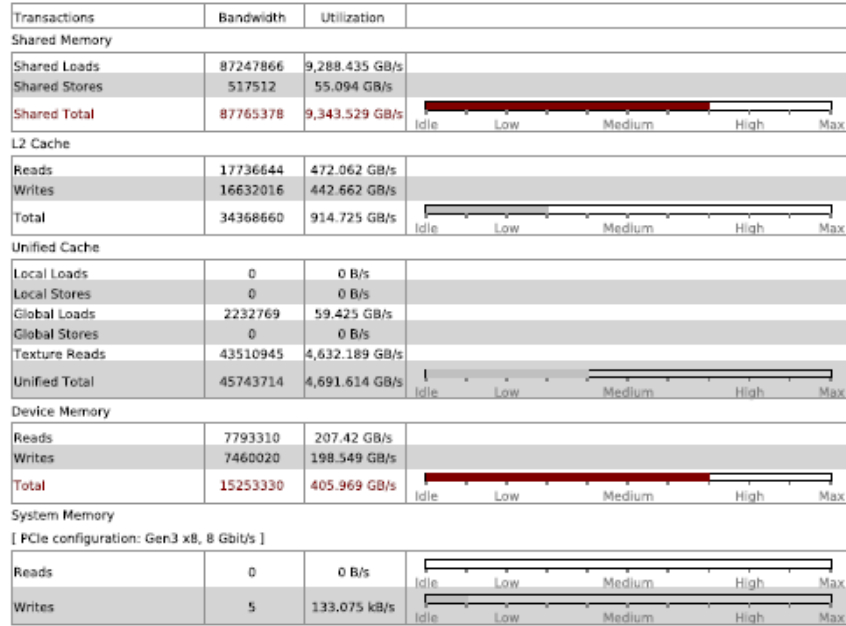 Transactions Bandwidth Utilization
Shared Memory
Shared Loads 87247866 9,288.435 GB/s
Shared Stores 517512 55.094 GB/s
Shared Total 87765378 9,343.529 GB/s
Idle Low Medium High Max
L2 Cache
Reads 17736644 472.062 GB/s
Writes 16632016 442.662 GB/s
Total 34368660 914.725 GB/s
Idle Low Medium High Max
Unified Cache
Local Loads 0 0 B/s
Local Stores 0 0 B/s
Global Loads 2232769 59.425 GB/s
Global Stores 0 0 B/s
Texture Reads 43510945 4,632.189 GB/s
Unified Total 45743714 4,691.614 GB/s
Idle Low Medium High Max
Device Memory
Reads 7793310 207.42 GB/s
Writes 7460020 198.549 GB/s
Total 15253330 405.969 GB/s
Idle Low Medium High Max
System Memory
[ PCIe configuration: Gen3 x8, 8 Gbit/s ]
Reads 0 0 B/s
Idle Low Medium High Max
Writes 5 133.075 kB/s
Idle Low Medium High Max